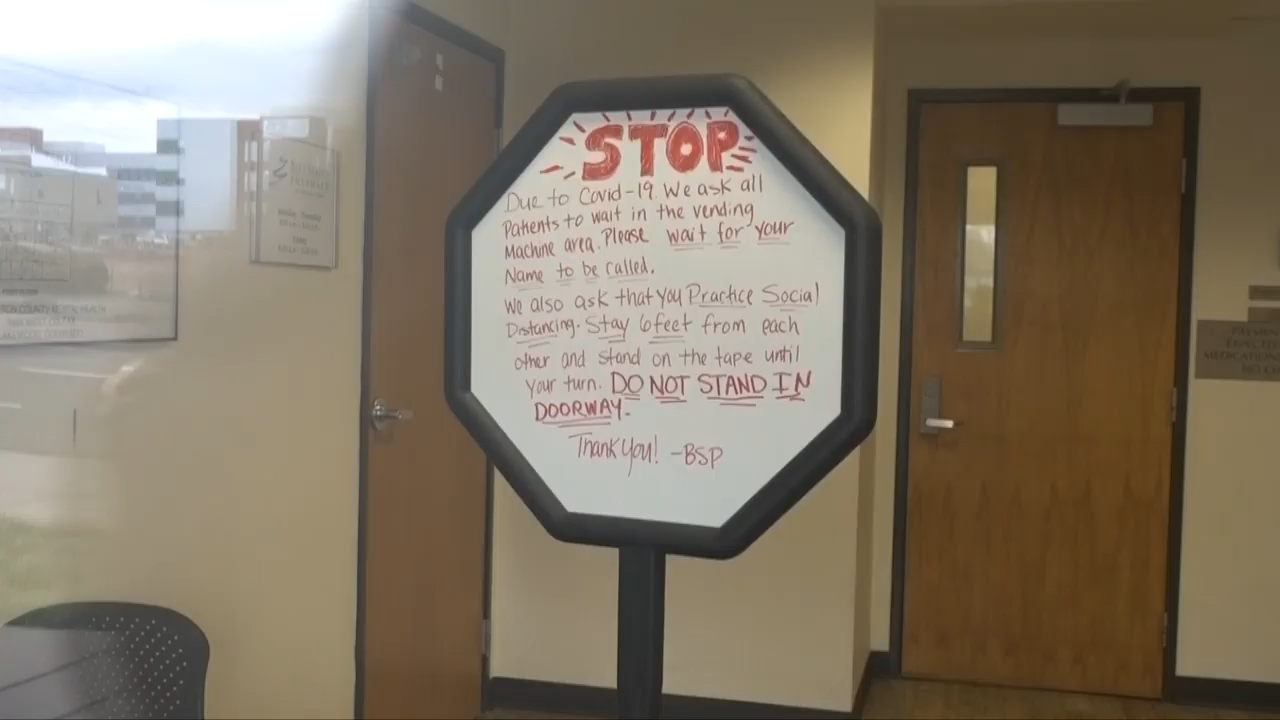 STOP
Due to Covid-19. We ask all
Patients to wait in the vending
Machine area. Please wait for your
Name to be called.
We also ask that you Practice Social
Distancing. Stay 6feet from each
other and stand on the tape until
your turn. DO NOT STAND IN
DOORWAY.
Thank You! -BSP
PHARMACY